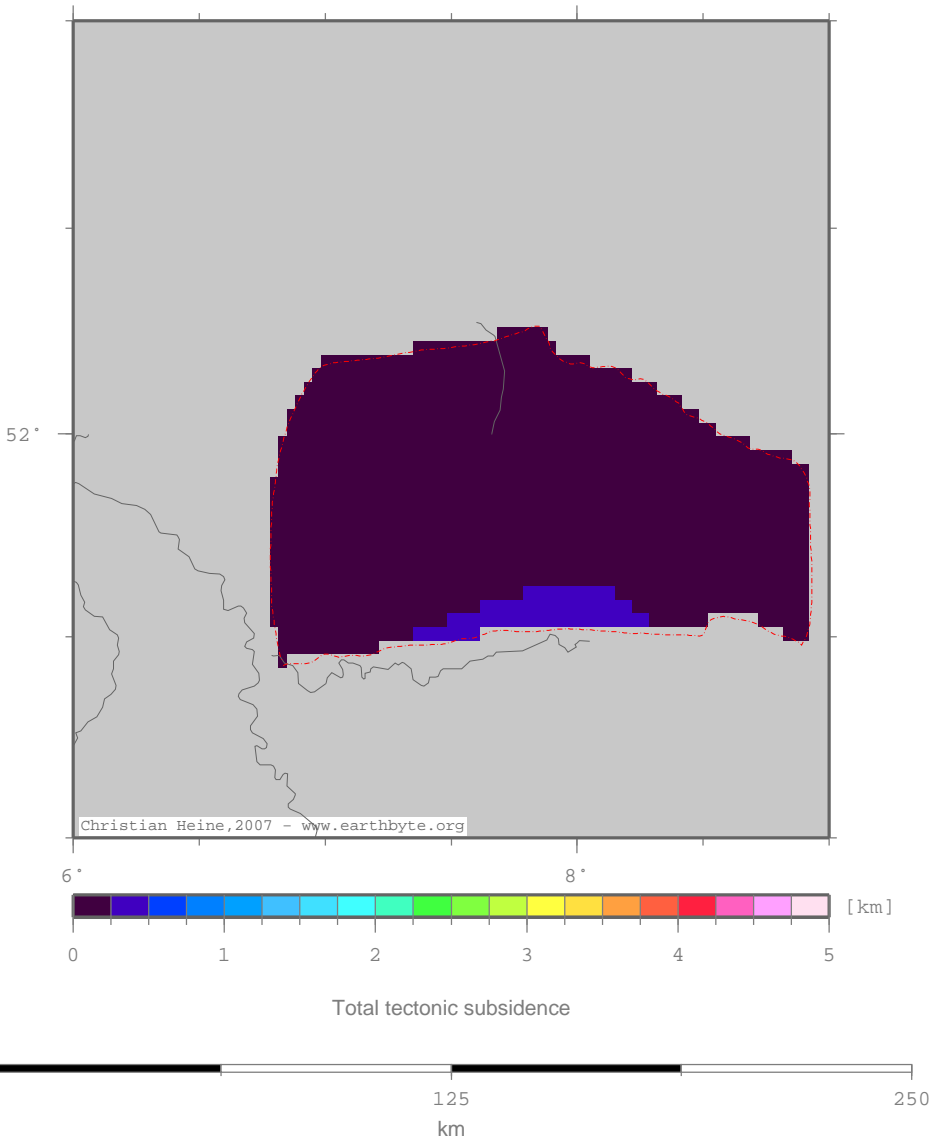 52°
Christian Heine,2007 - www.earthbyte.org
6° 8°
[km]
0 1 2 3 4 5
Total tectonic subsidence
125 250
km